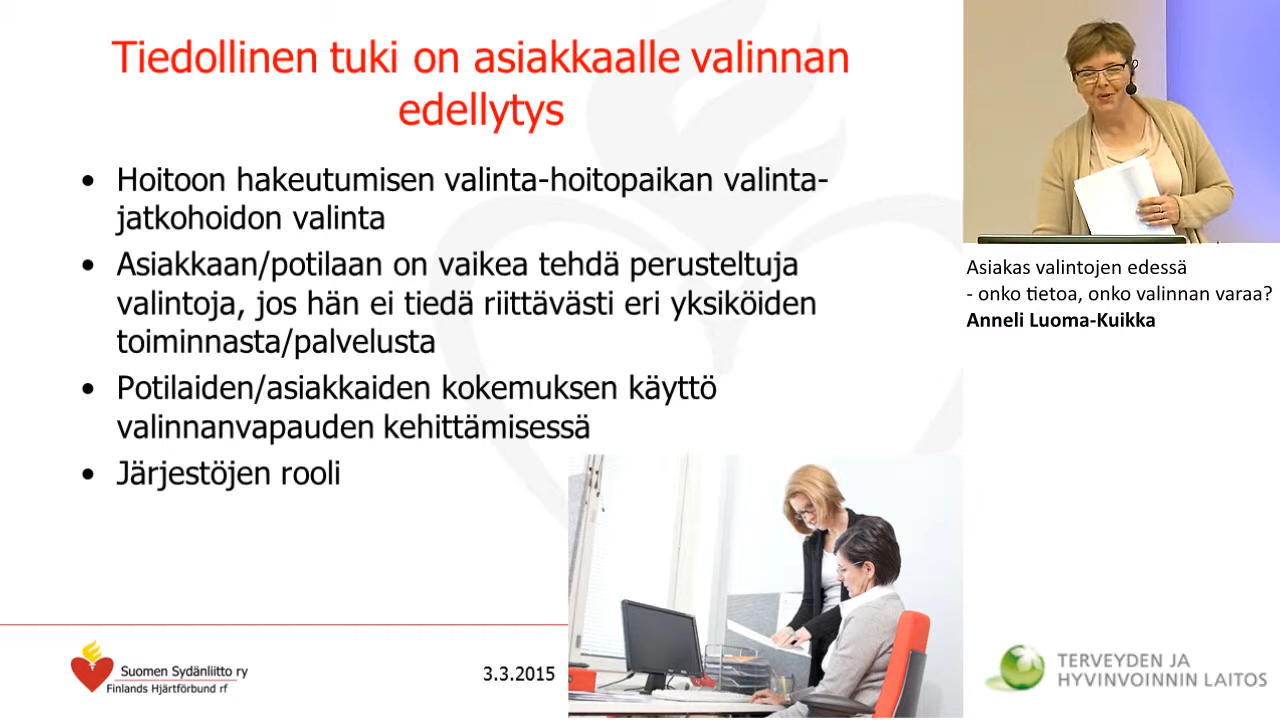 Tiedollinen tuki on asiakkaalle valinnan
edellytys
• Hoitoon hakeutumisen valinta-hoitopaikan valinta-
jatkohoidon valinta
• Asiakkaan/potilaan on vaikea tehdä perusteltuja
valintoja, jos hän ei tiedä riittävästi eri yksiköiden
toiminnasta/palvelusta
• Potilaiden/asiakkaiden kokemuksen käyttö
valinnanvapauden kehittämisessä
• Järjestöjen rooli
Suomen Sydänliitto ry
Finlands Hjärtförbund rf
3.3.2015
Asiakas valintojen edessä
- onko tietoa, onko valinnan varaa?
Anneli Luoma-Kuikka
TERVEYDEN JA
HYVINVOINNIN LAITOS